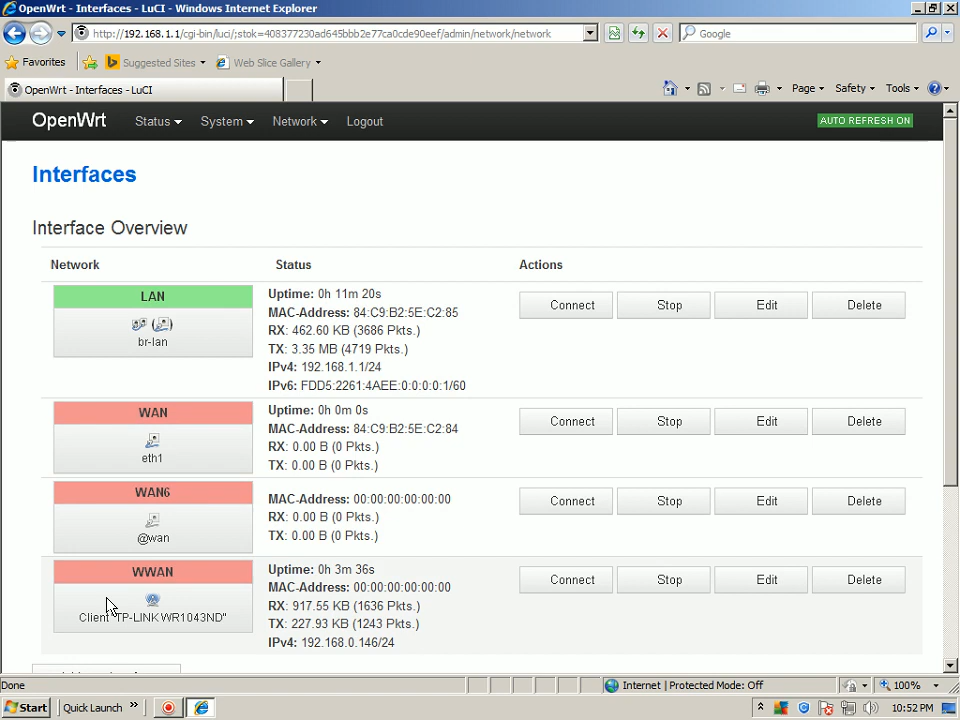 OpenWrt - Interfaces - LuCI - Windows Internet Explorer
http://192.168.1.1/cgi-bin/luci/;stok=408377230ad645bbb2e77ca0cde90eef/admin/network/network
Google
Favorites
Suggested Sites
Web Slice Gallery
OpenWrt - Interfaces - LuCI
Page
Safety
Tools
OpenWrt
Status
System
Network
Logout
AUTO REFRESH ON
Interfaces
Interface Overview
Network Status Actions
LAN
br-lan
Uptime: 0h 11m 20s
MAC-Address: 84:C9:B2:5E:C2:85
RX: 462.60 KB (3686 Pkts.)
TX: 3.35 MB (4719 Pkts.)
IPv4: 192.168.1.1/24
IPv6: FDD5:2261:4AEE:0:0:0:0:1/60
Connect Stop Edit Delete
WAN
eth1
Uptime: 0h 0m 0s
MAC-Address: 84:C9:B2:5E:C2:84
RX: 0.00 B (0 Pkts.)
TX: 0.00 B (0 Pkts.)
Connect Stop Edit Delete
WAN6
@wan
MAC-Address: 00:00:00:00:00:00
RX: 0.00 B (0 Pkts.)
TX: 0.00 B (0 Pkts.)
Connect Stop Edit Delete
WWAN
Client "TP-LINK WR1043ND"
Uptime: 0h 3m 36s
MAC-Address: 00:00:00:00:00:00
RX: 917.55 KB (1636 Pkts.)
TX: 227.93 KB (1243 Pkts.)
IPv4: 192.168.0.146/24
Connect Stop Edit Delete
Done
Internet | Protected Mode: Off
100%
Start
Quick Launch
10:52 PM